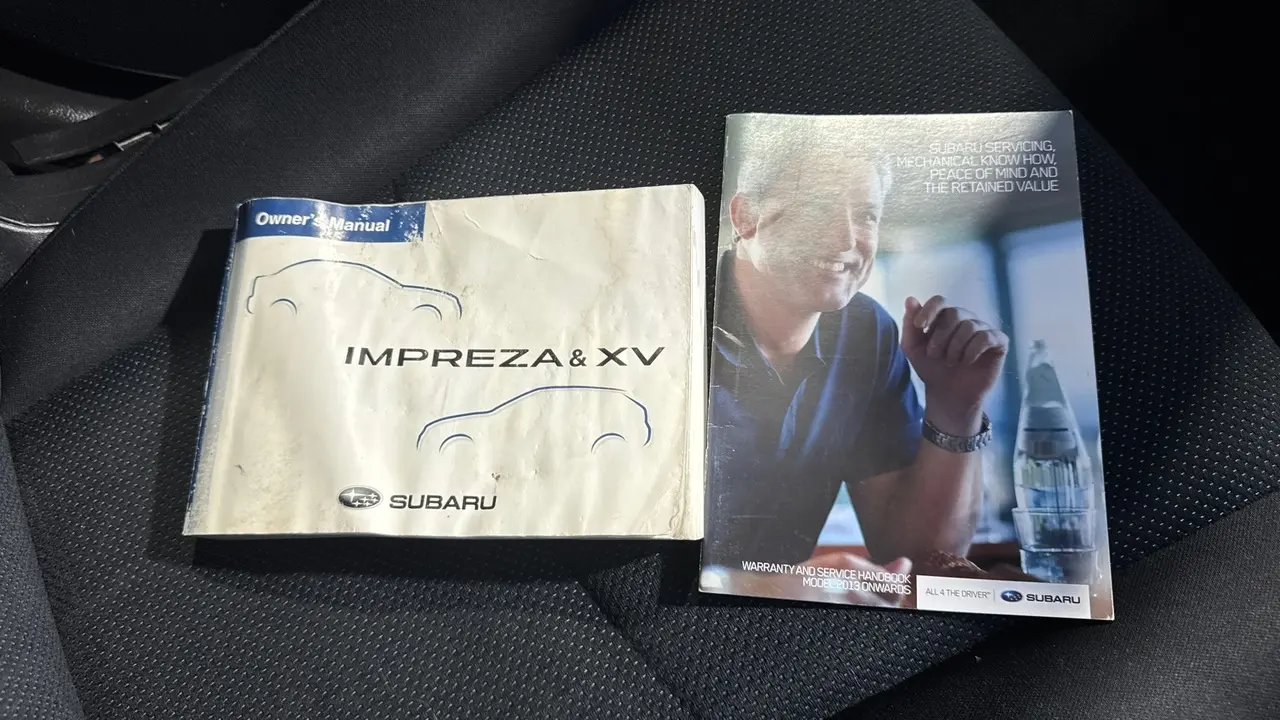 Owner's Manual
IMPREZA & XV
SUBARU
SUBARU SERVICING,
MECHANICAL KNOW HOW,
PEACE OF MIND AND
THE RETAINED VALUE
WARRANTY AND SERVICE HANDBOOK
MODEL 2013 ONWARDS
ALL 4 THE DRIVER™
SUBARU